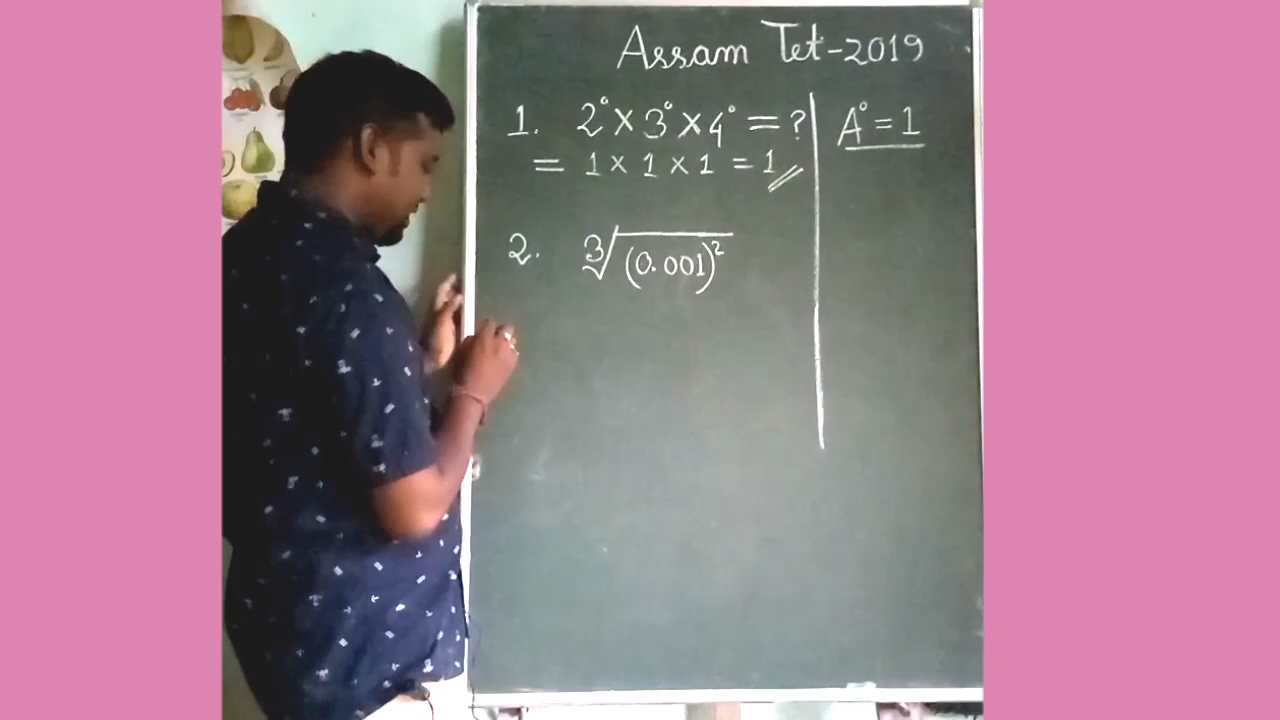 Assam Tet-2019
1. 2° × 3° × 4° = ?
= 1 × 1 × 1 = 1
A° = 1
2. ∛(0.001)²